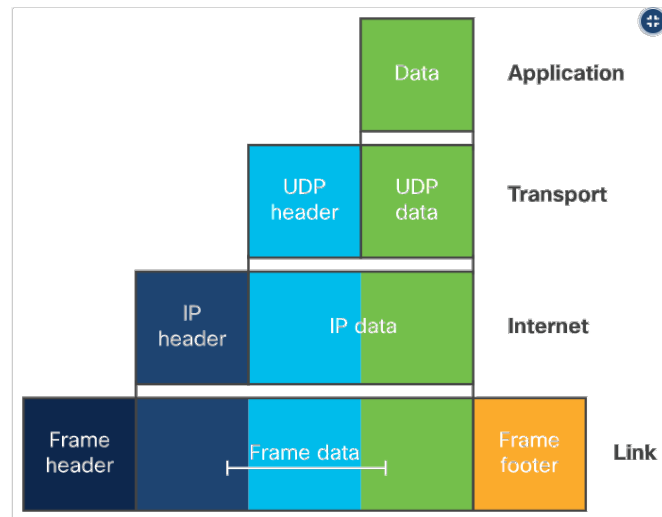 Data
Application
UDP
header
UDP
data
Transport
IP
header
IP data
Internet
Frame
header
Frame data
Frame
footer
Link